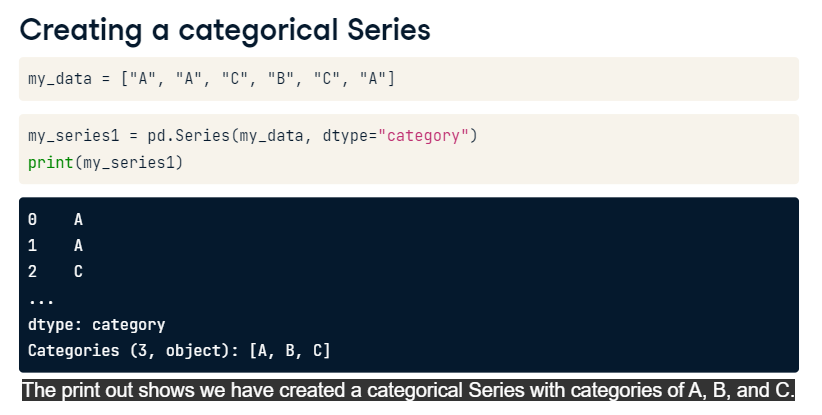 Creating a categorical Series
my_data = ["A", "A", "C", "B", "C", "A"]
my_series1 = pd.Series(my_data, dtype="category")
print(my_series1)
0    A
1    A
2    C
...
dtype: category
Categories (3, object): [A, B, C]
The print out shows we have created a categorical Series with categories of A, B, and C.